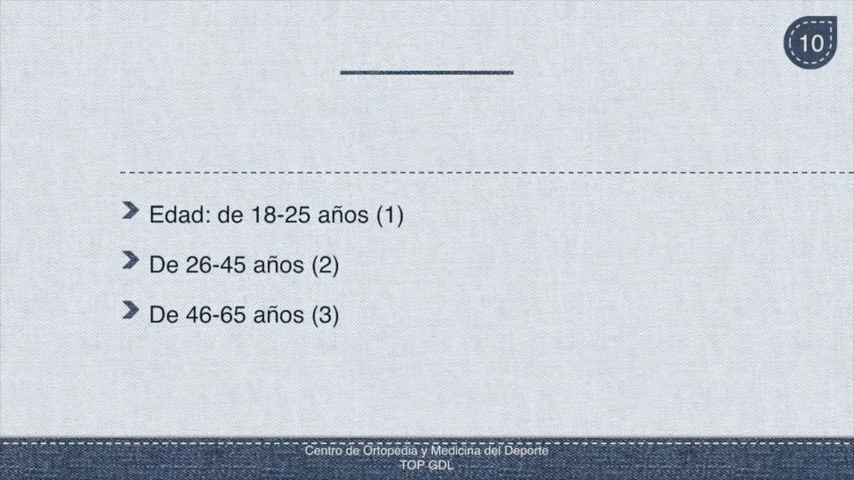 10
Edad: de 18-25 años (1)
De 26-45 años (2)
De 46-65 años (3)
Centro de Ortopedia y Medicina del Deporte
TOP GDL